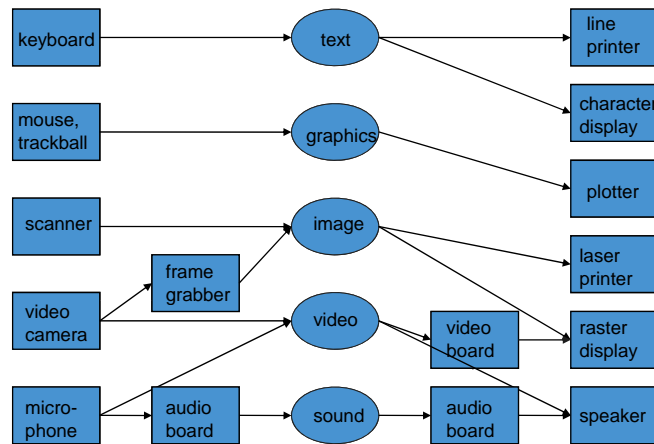 keyboard
text
line
printer
character
display
mouse,
trackball
graphics
plotter
scanner
image
laser
printer
frame
grabber
video
camera
video
video
board
raster
display
micro-
phone
audio
board
sound
audio
board
speaker